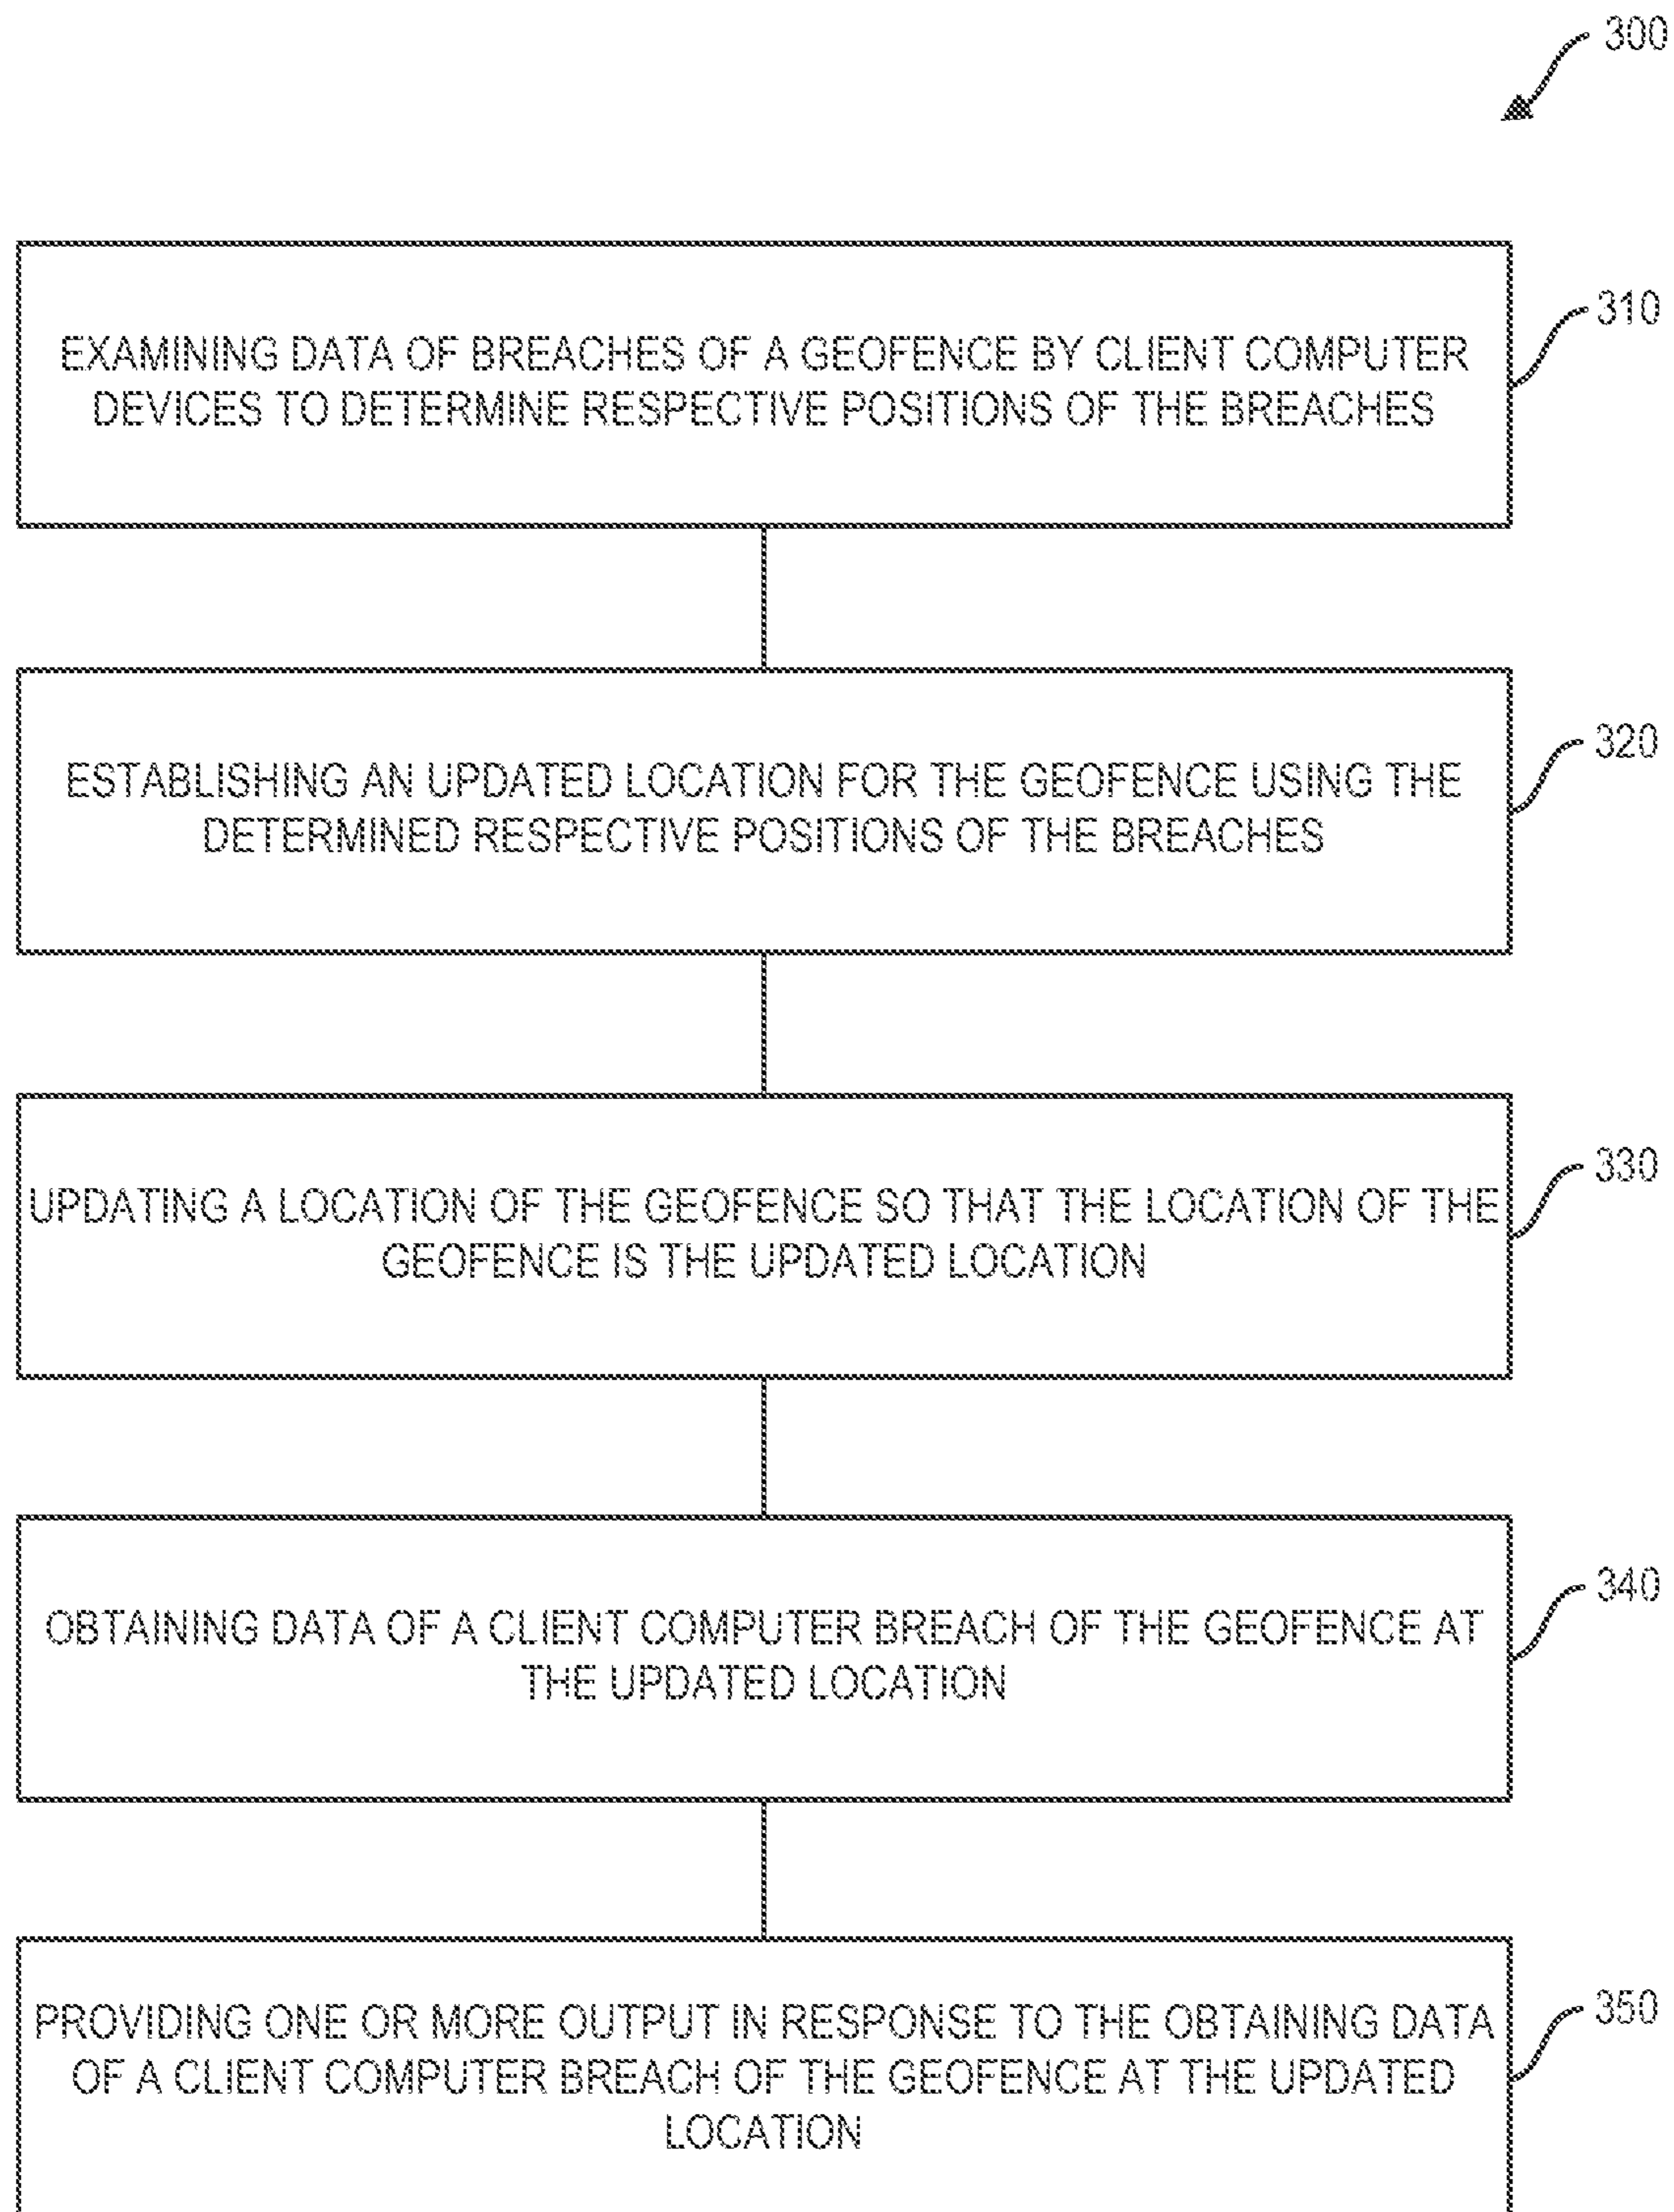 300
EXAMINING DATA OF BREACHES OF A GEOFENCE BY CLIENT COMPUTER
DEVICES TO DETERMINE RESPECTIVE POSITIONS OF THE BREACHES
310
ESTABLISHING AN UPDATED LOCATION FOR THE GEOFENCE USING THE
DETERMINED RESPECTIVE POSITIONS OF THE BREACHES
320
UPDATING A LOCATION OF THE GEOFENCE SO THAT THE LOCATION OF THE
GEOFENCE IS THE UPDATED LOCATION
330
OBTAINING DATA OF A CLIENT COMPUTER BREACH OF THE GEOFENCE AT
THE UPDATED LOCATION
340
PROVIDING ONE OR MORE OUTPUT IN RESPONSE TO THE OBTAINING DATA
OF A CLIENT COMPUTER BREACH OF THE GEOFENCE AT THE UPDATED
LOCATION
350